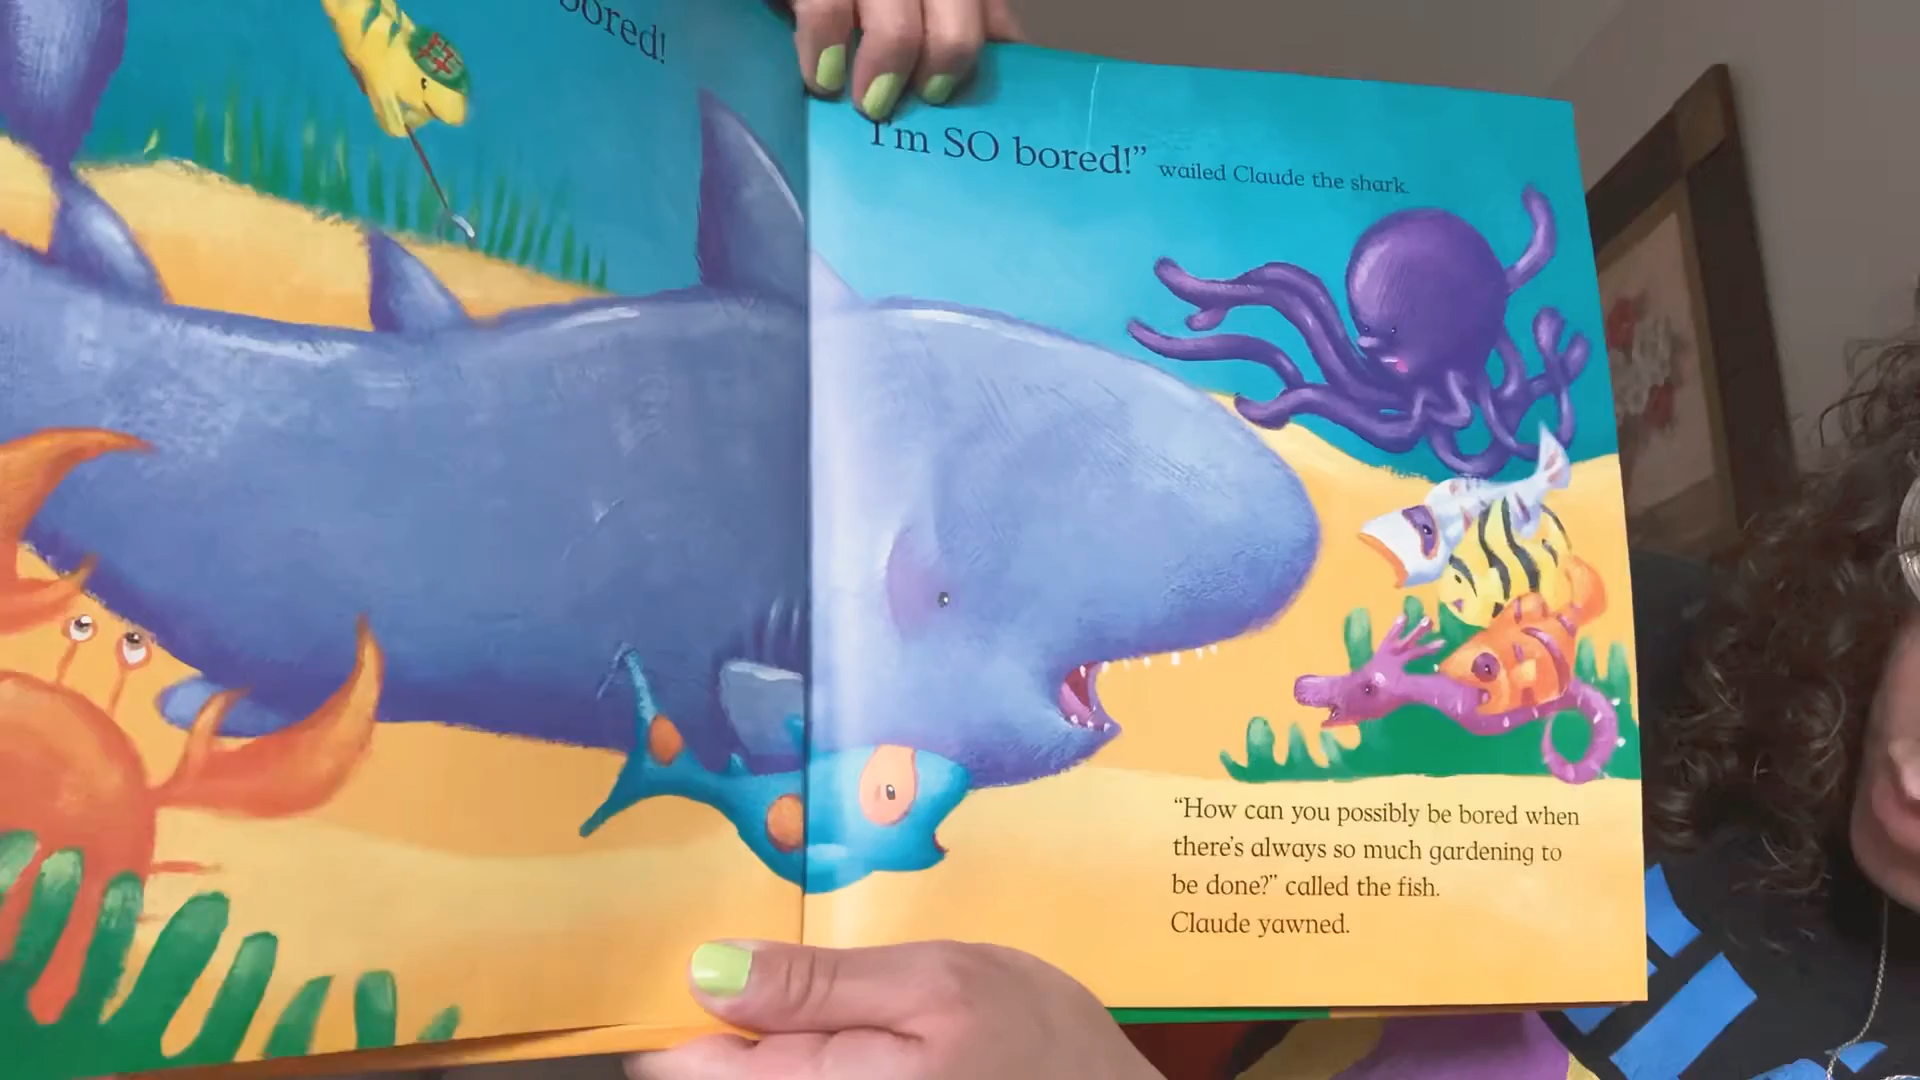 bored!
I'm SO bored!” wailed Claude the shark.
“How can you possibly be bored when
there's always so much gardening to
be done?” called the fish.
Claude yawned.